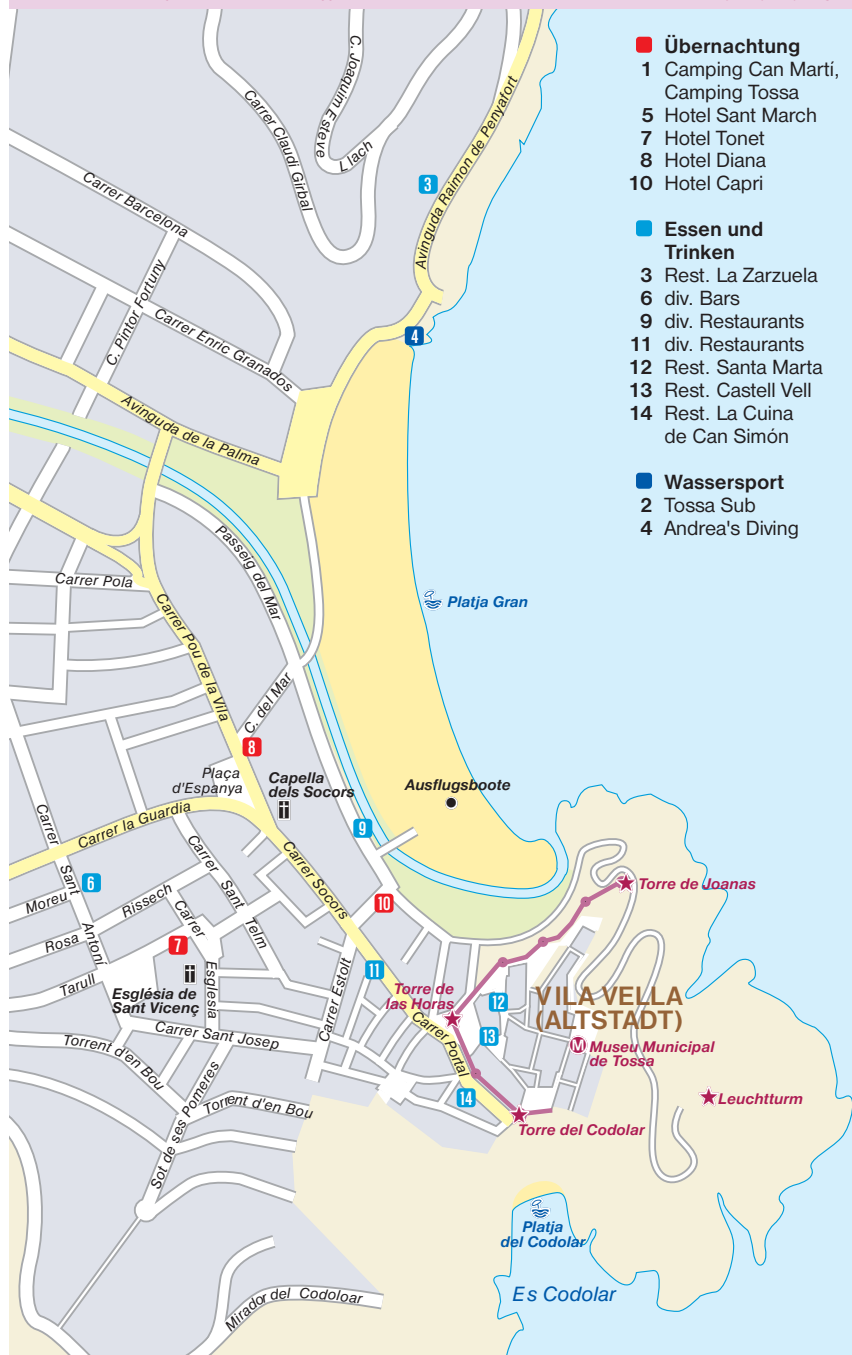 Übernachtung
1 Camping Can Martí,
Camping Tossa
5 Hotel Sant March
7 Hotel Tonet
8 Hotel Diana
10 Hotel Capri
Essen und
Trinken
3 Rest. La Zarzuela
6 div. Bars
9 div. Restaurants
11 div. Restaurants
12 Rest. Santa Marta
13 Rest. Castell Vell
14 Rest. La Cuina
de Can Simón
Wassersport
2 Tossa Sub
4 Andrea's Diving
C. Joaquim Esteve
Llach
Carrer Claudi Girbal
Avinguda Raimon de Penyafort
3
Carrer Barcelona
C. Pintor Fortuny
Carrer Enric Granados
4
Avinguda de la Palma
Passeig del Mar
Carrer Pola
Carrer Pou de la Vila
Platja Gran
C. del Mar
8
Plaça
d'Espanya
Capella
dels Socors
Ausflugsboote
Carrer la Guardia
9
Carrer Socors
Carrer Sant Antoni
Carrer Sant Telm
6
Moreu
Rosa Rissech
Carrer Església
Torre de Joanas
10
7
Tarull
11
Església de
Sant Vicenç
Carrer Estolt
Torre de
las Horas
12
VILA VELLA
(ALTSTADT)
13
Carrer Portal
M
Museu Municipal
de Tossa
Carrer Sant Josep
Torrent d'en Bou
Torrent d'en Bou
Sot de ses Pomeres
14
Leuchtturm
Torre del Codolar
Platja
del Codolar
Es Codolar
Mirador del Codoloar